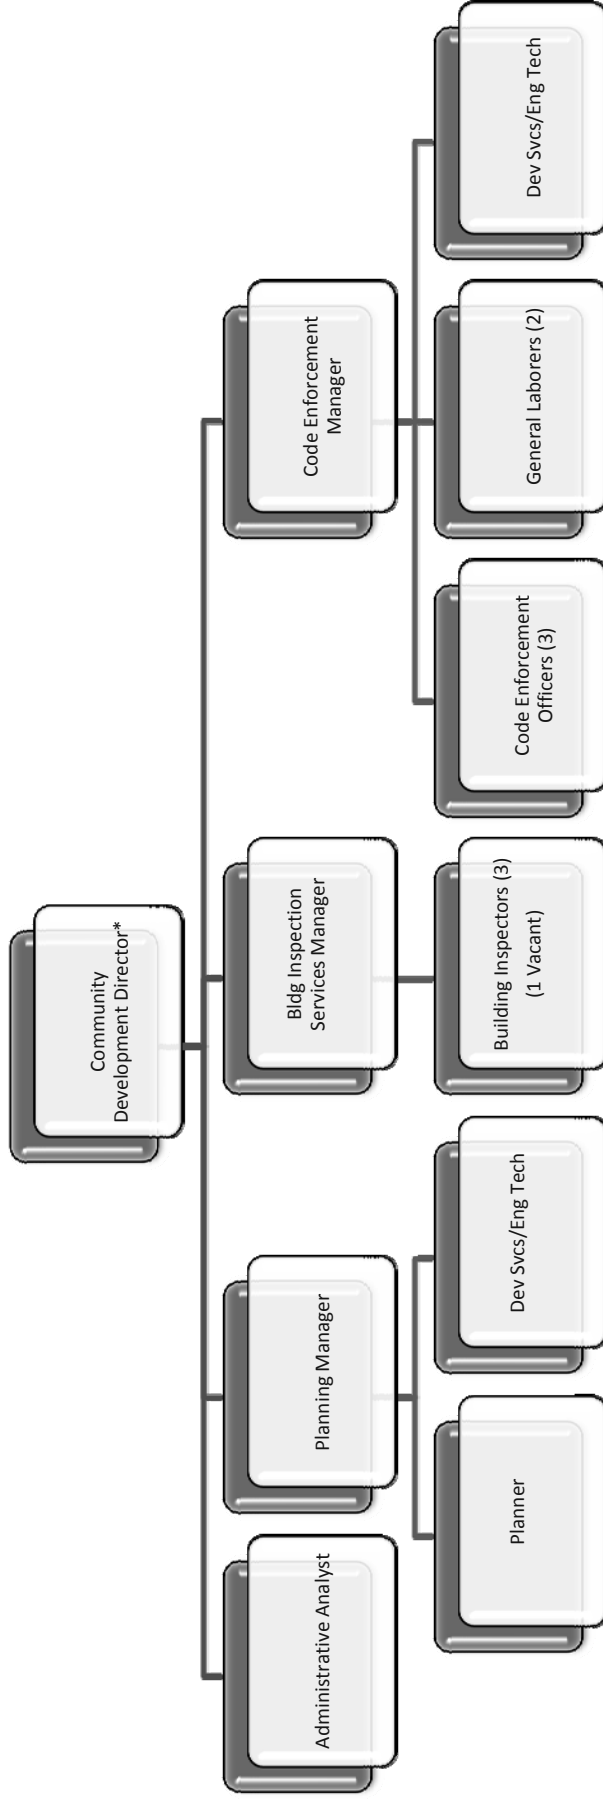 Community
Development Director*
Administrative Analyst
Planning Manager
Bldg Inspection
Services Manager
Code Enforcement
Manager
Planner
Dev Svcs/Eng Tech
Building Inspectors (3)
(1 Vacant)
Code Enforcement
Officers (3)
General Laborers (2)
Dev Svcs/Eng Tech